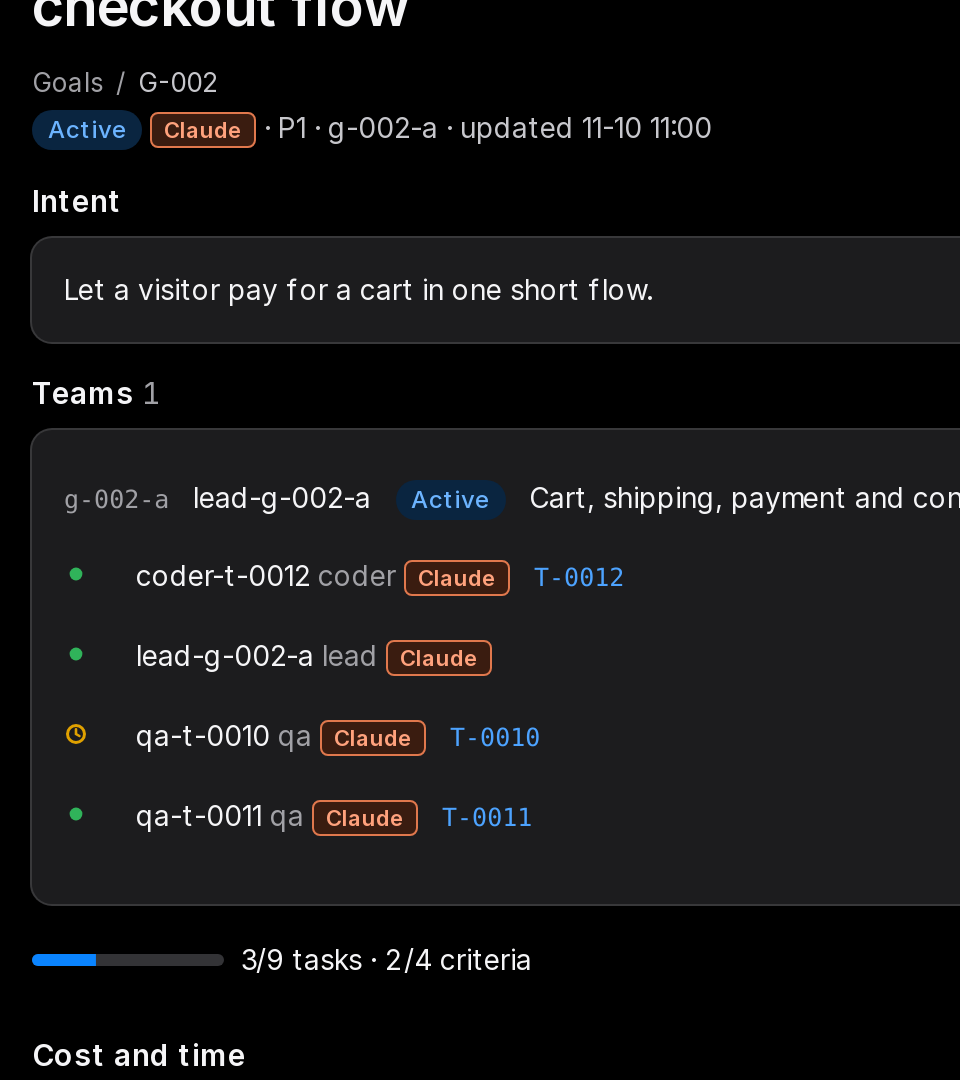 checkout flow
Goals / G-002
Active Claude · P1 · g-002-a · updated 11-10 11:00
Intent
Let a visitor pay for a cart in one short flow.
Teams 1
g-002-a lead-g-002-a Active Cart, shipping, payment and con
coder-t-0012 coder Claude T-0012
lead-g-002-a lead Claude
qa-t-0010 qa Claude T-0010
qa-t-0011 qa Claude T-0011
3/9 tasks · 2/4 criteria
Cost and time